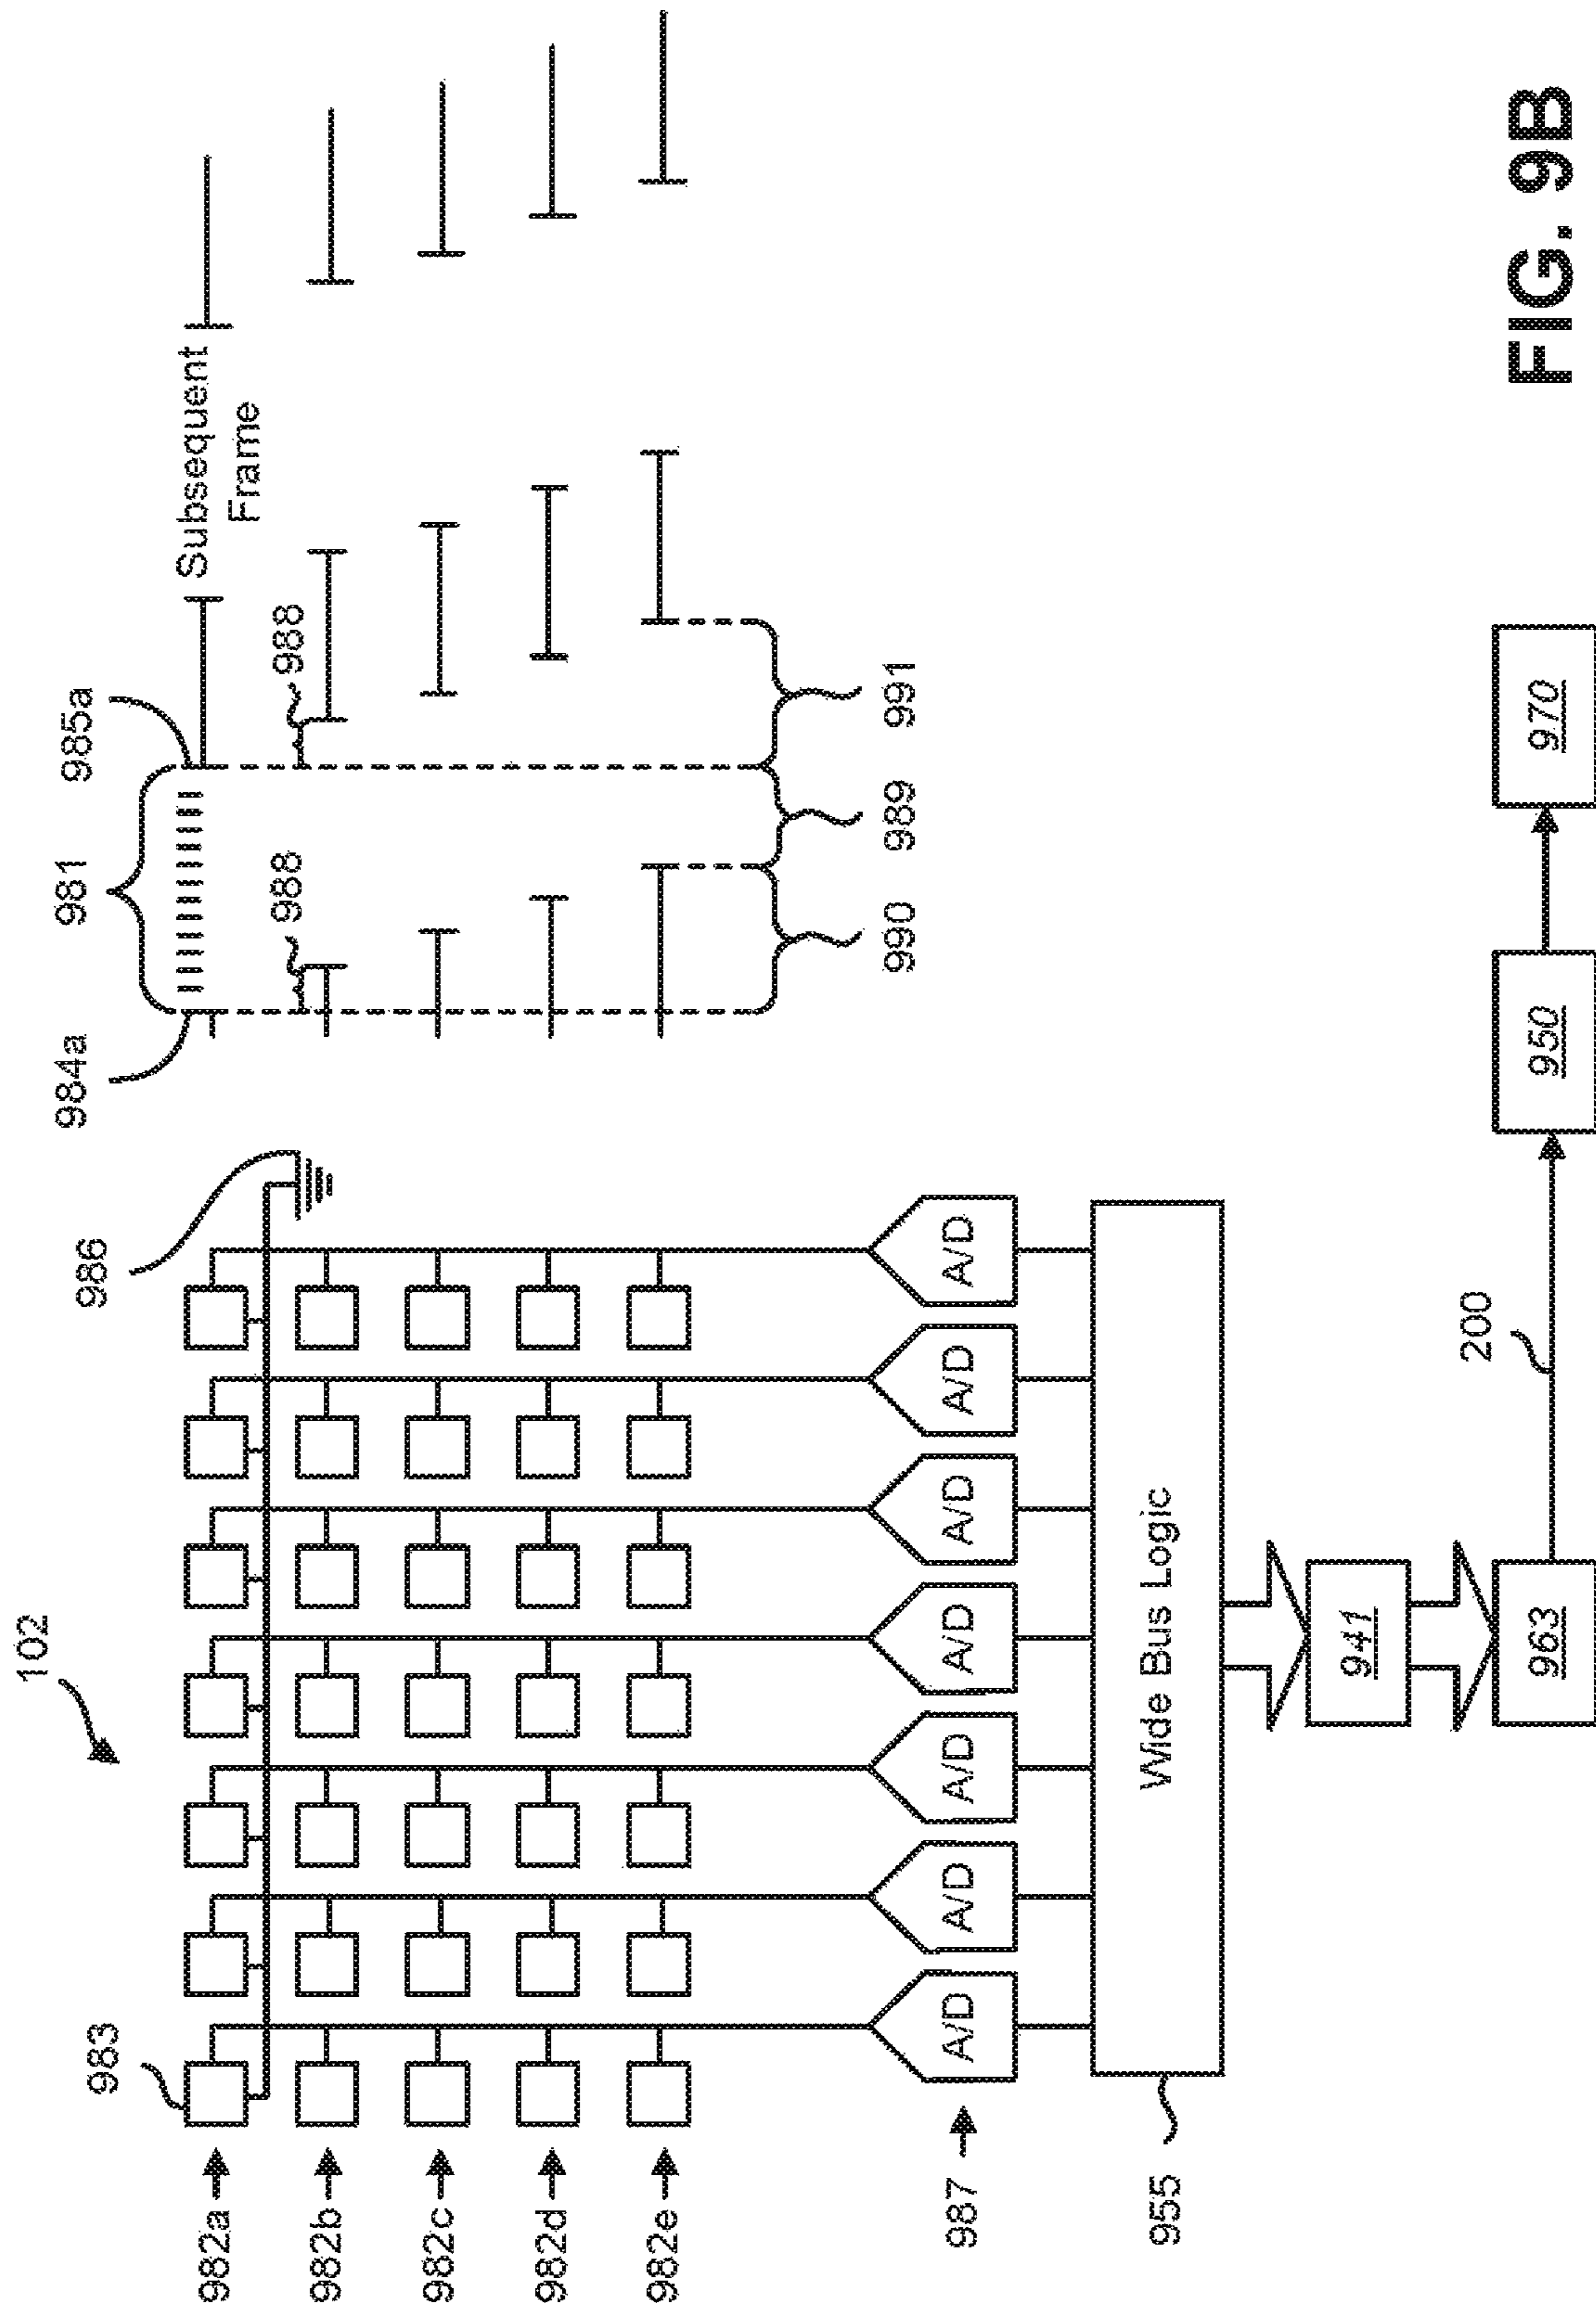 102
983
986
984a
981
985a
982a
982b
982c
982d
982e
988
988
Subsequent
Frame
990
989
991
987
A/D
A/D
A/D
A/D
A/D
A/D
A/D
955
Wide Bus Logic
941
963
200
950
970
FIG. 9B